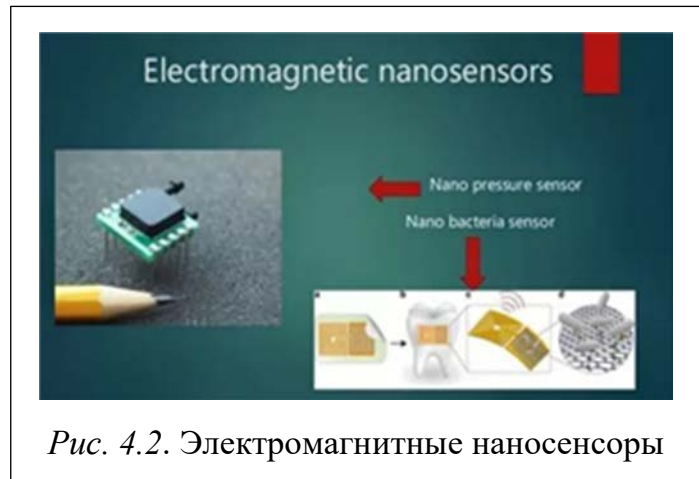 Electromagnetic nanosensors
Nano pressure sensor
Nano bacteria sensor
a b c d
Рис. 4.2. Электромагнитные наносенсоры